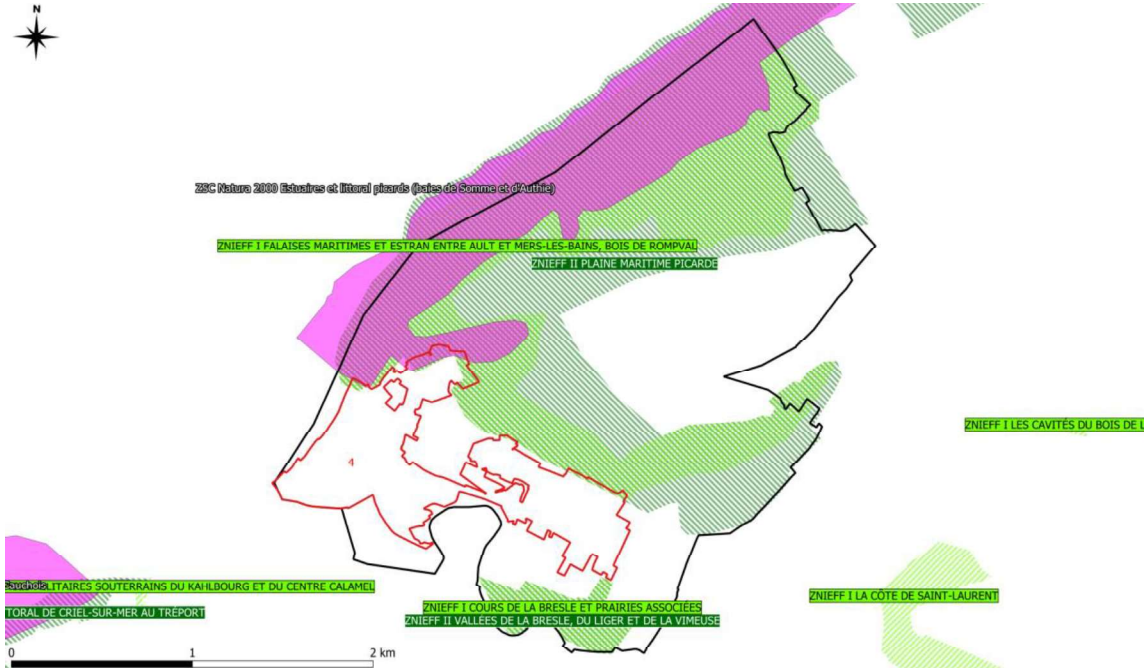 N
ZSC Natura 2000 Estuaires et littoral picards (baies de Somme et d'Authie)
ZNIEFF I FALAISES MARITIMES ET ESTRAN ENTRE AULT ET MERS-LES-BAINS, BOIS DE ROMPVAL
ZNIEFF II PLAINE MARITIME PICARDE
ZNIEFF I LES CAVITÉS DU BOIS DE L
4
LITAIRES SOUTERRAINS DU KAHLBOURG ET DU CENTRE CALAMEL
ZNIEFF I LA CÔTE DE SAINT-LAURENT
TORAL DE CRIEL-SUR-MER AU TRÉPORT
ZNIEFF I COURS DE LA BRESLE ET PRAIRIES ASSOCIÉES
ZNIEFF II VALLÉES DE LA BRESLE, DU LIGER ET DE LA VIMEUSE
0 1 2 km